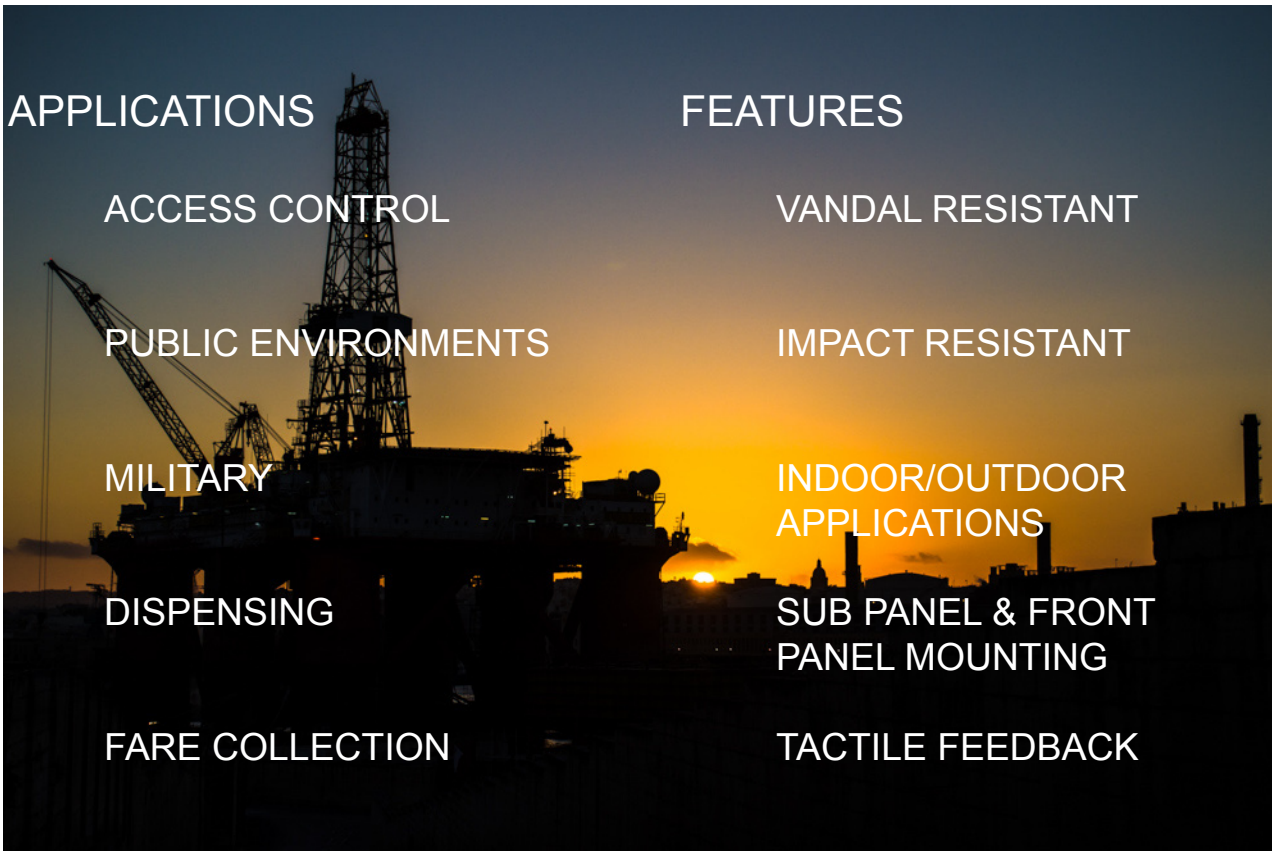 APPLICATIONS
ACCESS CONTROL
PUBLIC ENVIRONMENTS
MILITARY
DISPENSING
FARE COLLECTION
FEATURES
VANDAL RESISTANT
IMPACT RESISTANT
INDOOR/OUTDOOR
APPLICATIONS
SUB PANEL & FRONT
PANEL MOUNTING
TACTILE FEEDBACK